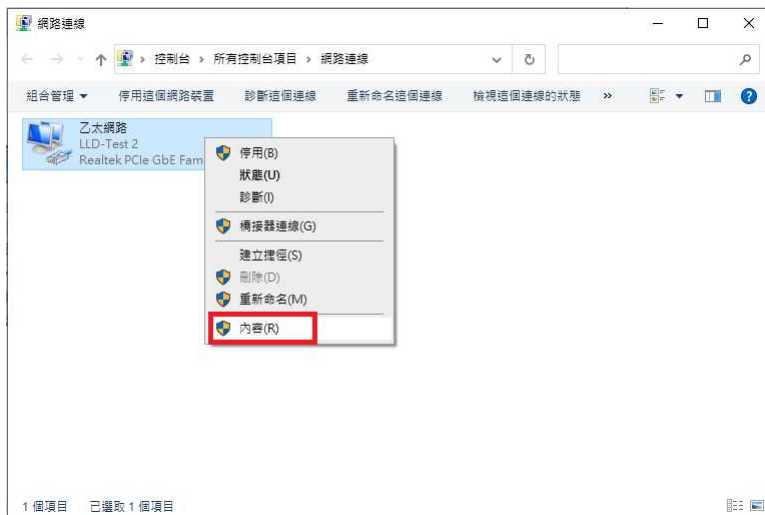 網路連線
控制台 › 所有控制台項目 › 網路連線
組合管理 停用這個網路裝置 診斷這個連線 重新命名這個連線 檢視這個連線的狀態 »
乙太網路
LLD-Test 2
Realtek PCIe GbE Fam
停用(B)
狀態(U)
診斷(I)
橋接器連線(G)
建立捷徑(S)
刪除(D)
重新命名(M)
內容(R)
1 個項目 已選取 1 個項目